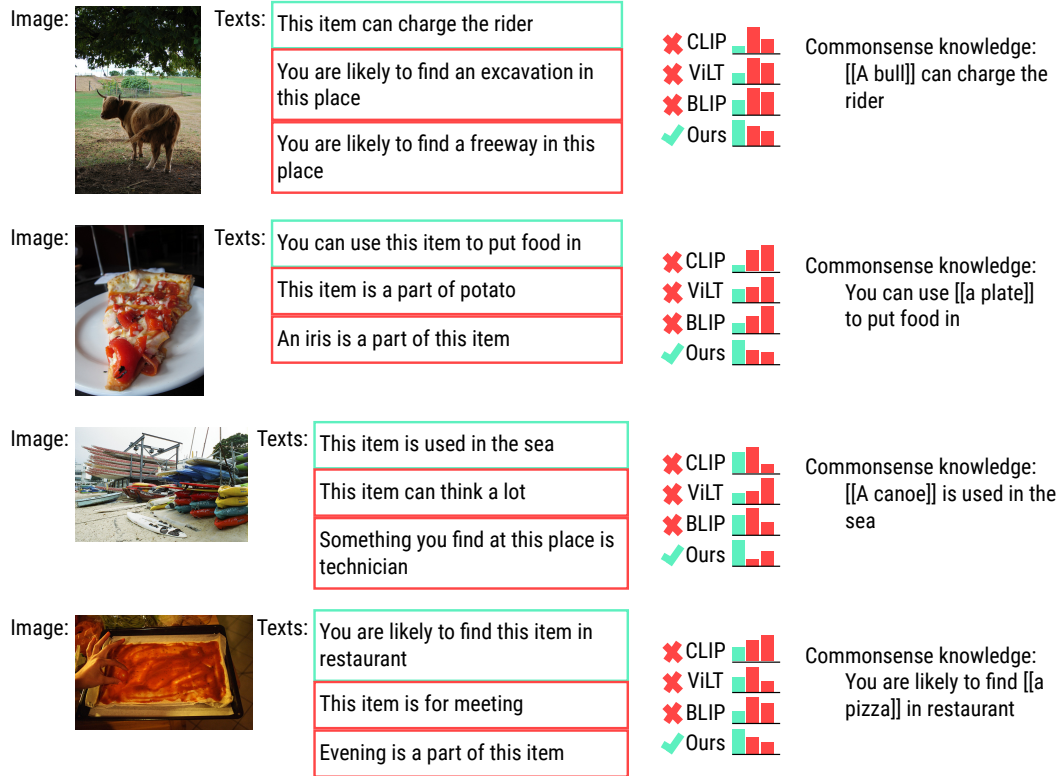 Image:
Texts:
This item can charge the rider
You are likely to find an excavation in
this place
You are likely to find a freeway in this
place
CLIP
ViLT
BLIP
Ours
Commonsense knowledge:
[[A bull]] can charge the
rider
Image:
Texts:
You can use this item to put food in
This item is a part of potato
An iris is a part of this item
CLIP
ViLT
BLIP
Ours
Commonsense knowledge:
You can use [[a plate]]
to put food in
Image:
Texts:
This item is used in the sea
This item can think a lot
Something you find at this place is
technician
CLIP
ViLT
BLIP
Ours
Commonsense knowledge:
[[A canoe]] is used in the
sea
Image:
Texts:
You are likely to find this item in
restaurant
This item is for meeting
Evening is a part of this item
CLIP
ViLT
BLIP
Ours
Commonsense knowledge:
You are likely to find [[a
pizza]] in restaurant